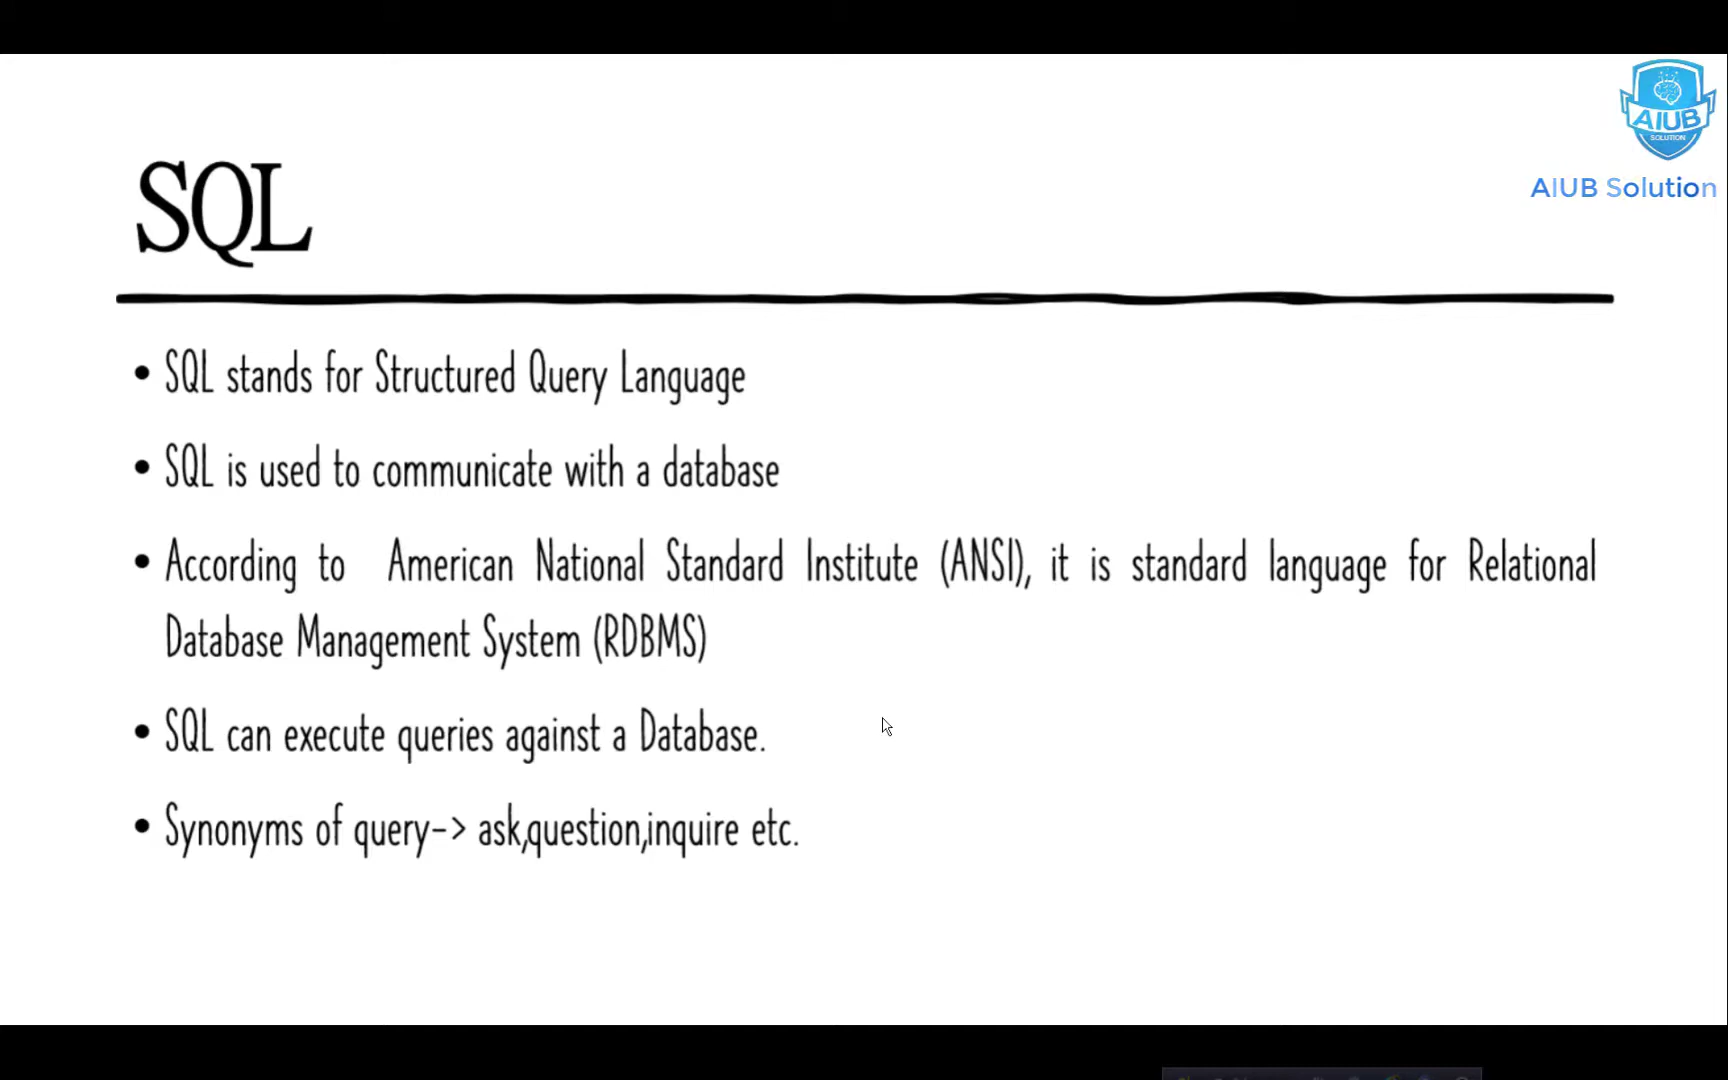 AIUB
SOLUTION
AIUB Solution
SQL
• SQL stands for Structured Query Language
• SQL is used to communicate with a database
• According to American National Standard Institute (ANSI), it is standard language for Relational
Database Management System (RDBMS)
• SQL can execute queries against a Database.
• Synonyms of query-> ask,question,inquire etc.